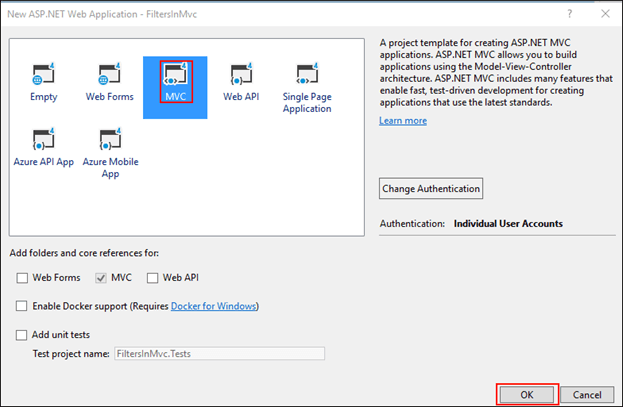 New ASP.NET Web Application - FiltersInMvc
Empty
Web Forms
MVC
Web API
Single Page
Application
Azure API App
Azure Mobile
App
A project template for creating ASP.NET MVC
applications. ASP.NET MVC allows you to build
applications using the Model-View-Controller
architecture. ASP.NET MVC includes many features that
enable fast, test-driven development for creating
applications that use the latest standards.
Learn more
Change Authentication
Authentication: Individual User Accounts
Add folders and core references for:
Web Forms MVC Web API
Enable Docker support (Requires Docker for Windows)
Add unit tests
Test project name: FiltersInMvc.Tests
OK Cancel